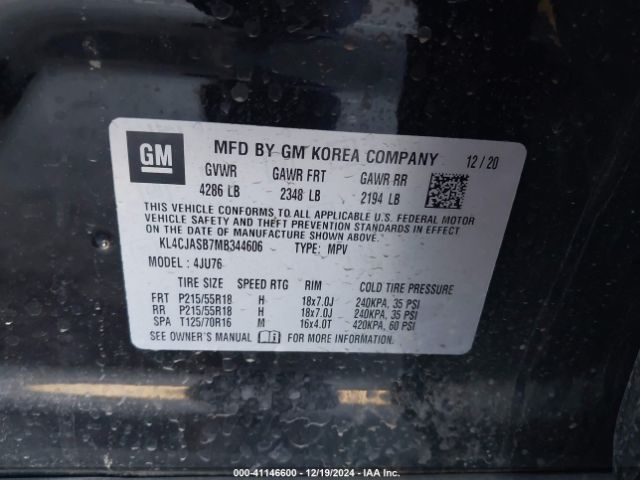 GM
MFD BY GM KOREA COMPANY 12/20
GVWR GAWR FRT GAWR RR
4286 LB 2348 LB 2194 LB
THIS VEHICLE CONFORMS TO ALL APPLICABLE U.S. FEDERAL MOTOR
VEHICLE SAFETY AND THEFT PREVENTION STANDARDS IN EFFECT
ON THE DATE OF MANUFACTURE SHOWN ABOVE.
KL4CJASB7MB344606 TYPE: MPV
MODEL : 4JU76
TIRE SIZE SPEED RTG RIM COLD TIRE PRESSURE
FRT P215/55R18 H 18x7.0J 240KPA, 35 PSI
RR P215/55R18 H 18x7.0J 240KPA, 35 PSI
SPA T125/70R16 M 16x4.0T 420KPA, 60 PSI
SEE OWNER'S MANUAL FOR MORE INFORMATION.
000-41146600 - 12/19/2024 - IAA Inc.